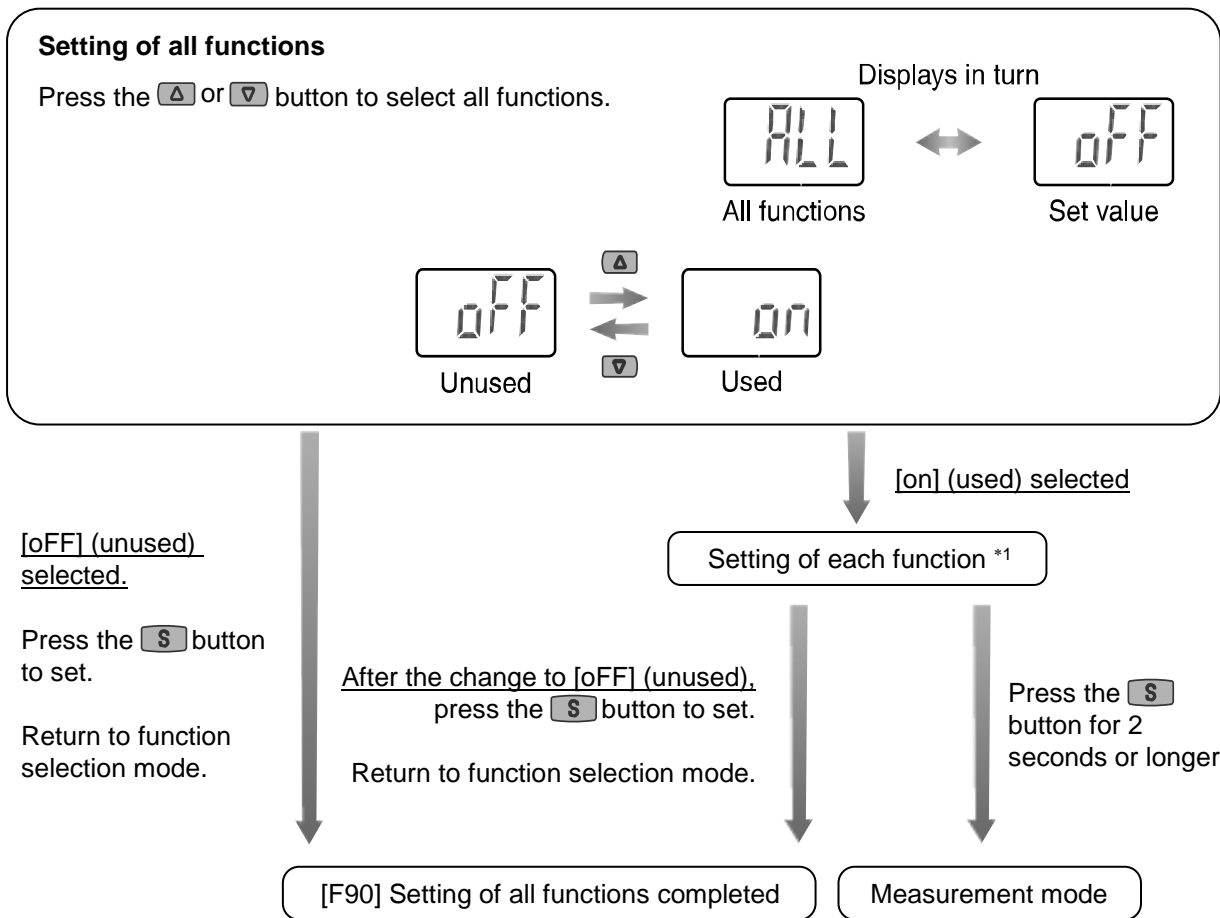 Setting of all functions
Press the △ or ▽ button to select all functions.
Displays in turn
ALL
oFF
All functions
Set value
oFF
on
Unused
Used
[on] (used) selected
Setting of each function *1
[oFF] (unused)
selected.
Press the S button
to set.
Return to function
selection mode.
After the change to [oFF] (unused),
press the S button to set.
Return to function selection mode.
Press the S
button for 2
seconds or longer
[F90] Setting of all functions completed
Measurement mode